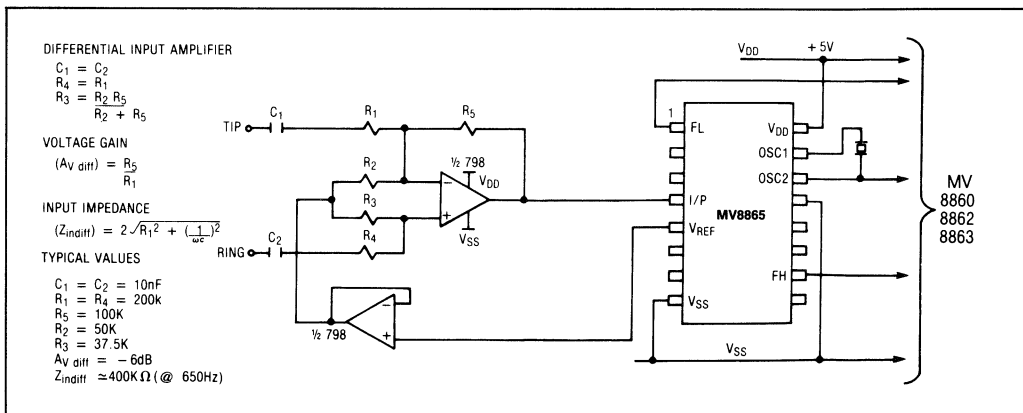 DIFFERENTIAL INPUT AMPLIFIER
C1 = C2
R4 = R1
R3 = R2 R5
R2 + R5
VOLTAGE GAIN
(AV diff) = R5
R1
INPUT IMPEDANCE
(Zindiff) = 2√R1² + (1/ωc)²
TYPICAL VALUES
C1 = C2 = 10nF
R1 = R4 = 200k
R5 = 100K
R2 = 50K
R3 = 37.5K
AV diff = – 6dB
Zindiff ≃400KΩ (@ 650Hz)
TIP
C1
R1
R5
R2
R3
R4
½ 798
VDD
–
+
VSS
RING
C2
½ 798
–
+
VDD
+ 5V
1
FL
VDD
OSC1
OSC2
I/P
MV8865
VREF
FH
VSS
VSS
MV
8860
8862
8863